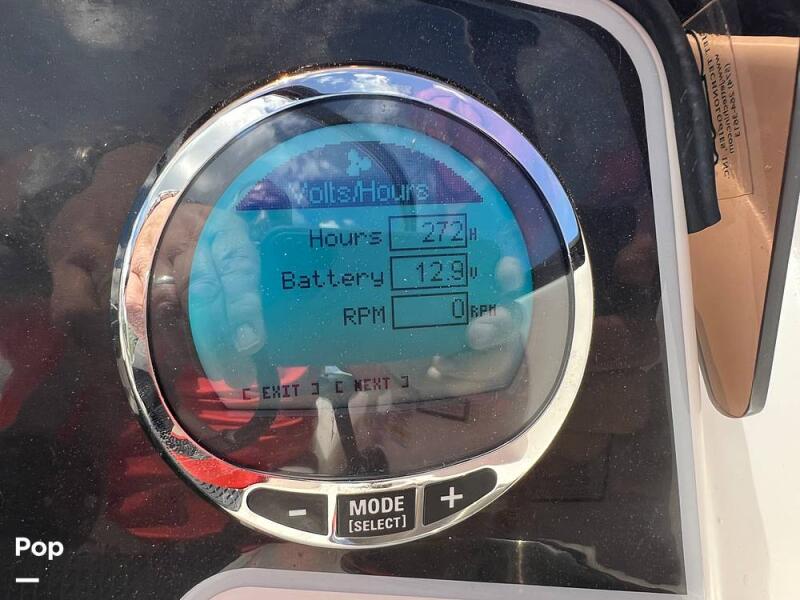 Volts/Hours
Hours 272 H
Battery 12.9 V
RPM 0 RPM
[ EXIT ] [ NEXT ]
- MODE +
[SELECT]
Pop